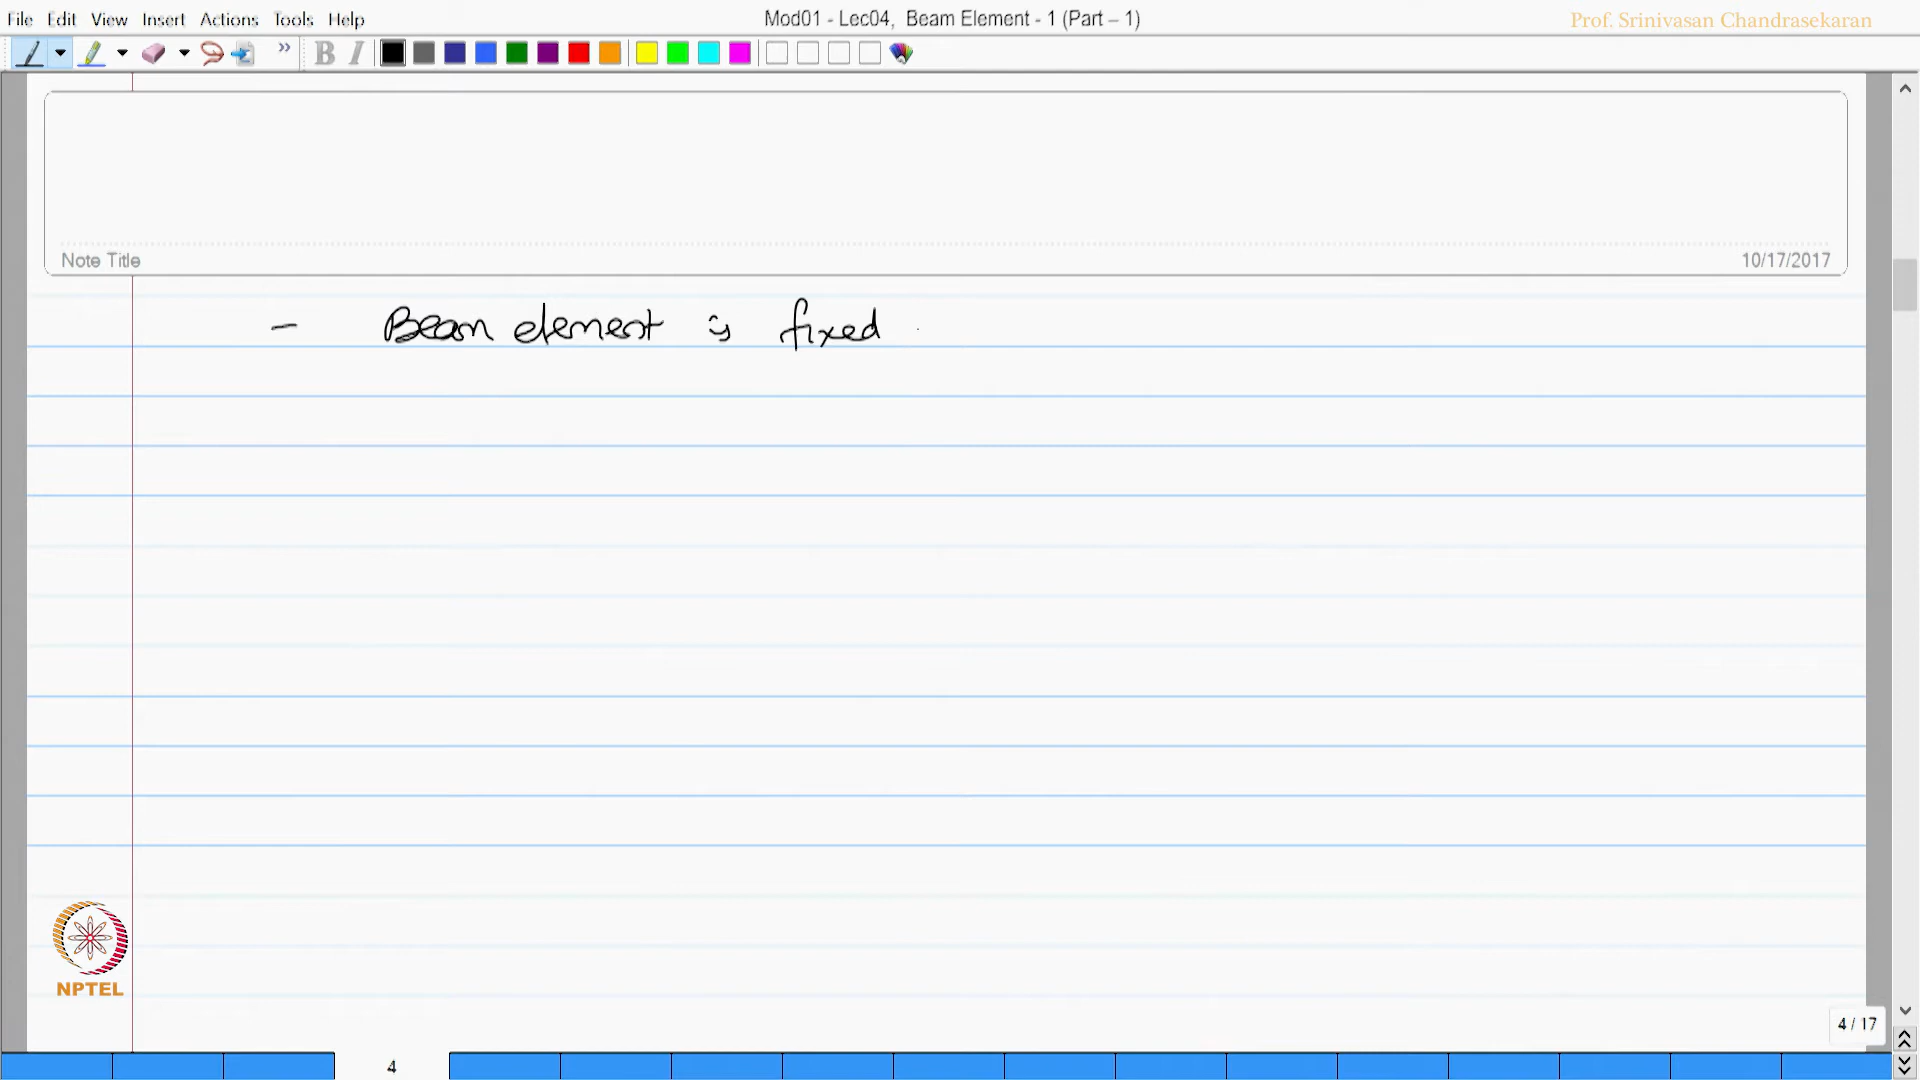 File Edit View Insert Actions Tools Help
Mod01 - Lec04, Beam Element - 1 (Part – 1)
Prof. Srinivasan Chandrasekaran
B I
Note Title
10/17/2017
- Beam element is fixed
NPTEL
4 / 17
4